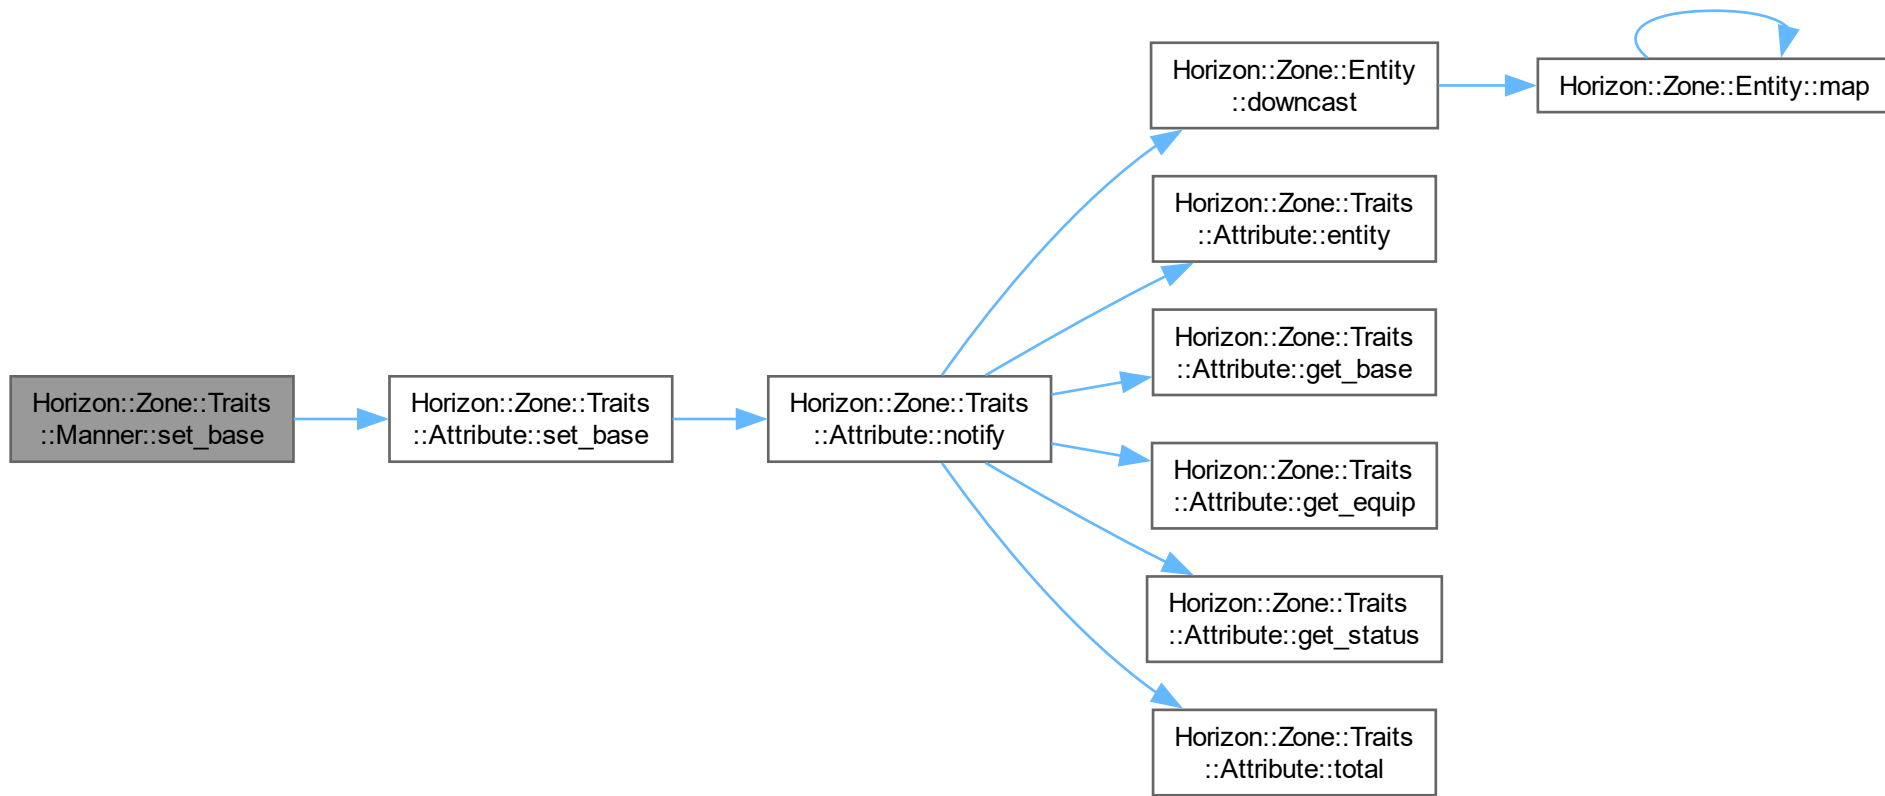 Horizon::Zone::Traits
::Manner::set_base
Horizon::Zone::Traits
::Attribute::set_base
Horizon::Zone::Traits
::Attribute::notify
Horizon::Zone::Entity
::downcast
Horizon::Zone::Entity::map
Horizon::Zone::Traits
::Attribute::entity
Horizon::Zone::Traits
::Attribute::get_base
Horizon::Zone::Traits
::Attribute::get_equip
Horizon::Zone::Traits
::Attribute::get_status
Horizon::Zone::Traits
::Attribute::total